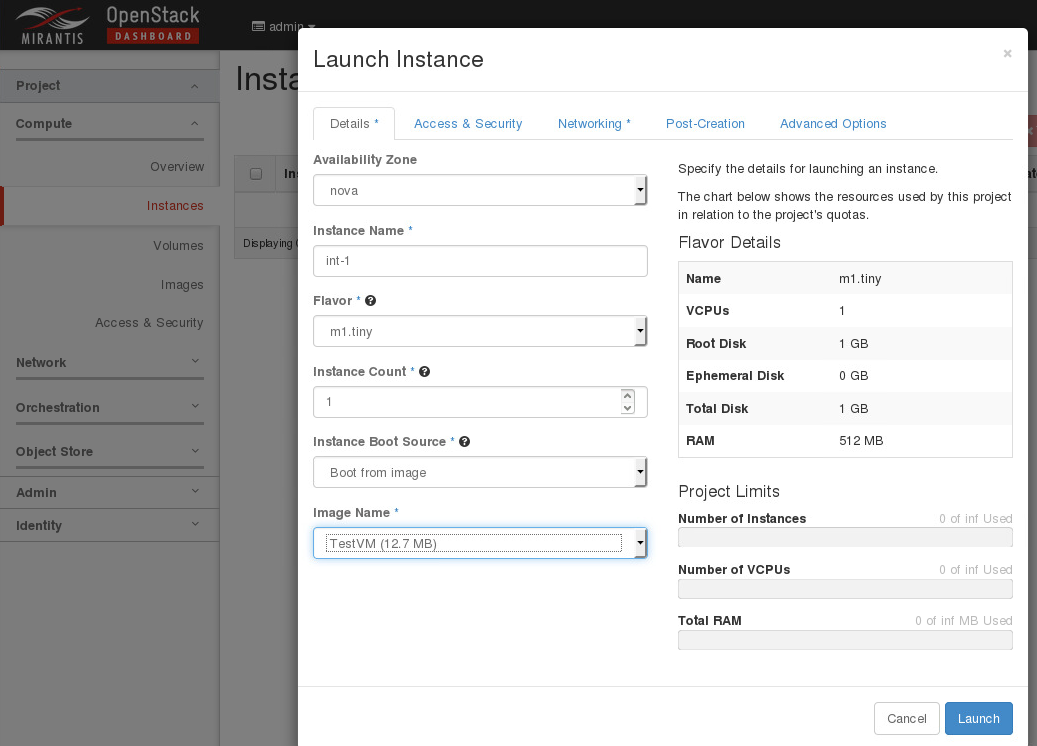 MIRANTIS
OpenStack
DASHBOARD
admin
Project
Compute
Overview
Instances
Volumes
Images
Access & Security
Network
Orchestration
Object Store
Admin
Identity
Insta
Ins
Displaying
Launch Instance
×
Details *
Access & Security
Networking *
Post-Creation
Advanced Options
Availability Zone
nova
Instance Name *
int-1
Flavor * ?
m1.tiny
Instance Count * ?
1
Instance Boot Source * ?
Boot from image
Image Name *
TestVM (12.7 MB)
Specify the details for launching an instance.
The chart below shows the resources used by this project
in relation to the project's quotas.
Flavor Details
Name m1.tiny
VCPUs 1
Root Disk 1 GB
Ephemeral Disk 0 GB
Total Disk 1 GB
RAM 512 MB
Project Limits
Number of Instances 0 of inf Used
Number of VCPUs 0 of inf Used
Total RAM 0 of inf MB Used
Cancel
Launch